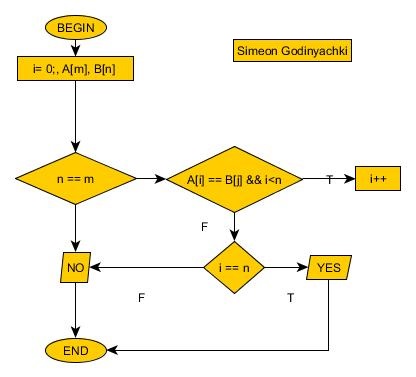 BEGIN
Simeon Godinyachki
i= 0;, A[m], B[n]
n == m
A[i] == B[j] && i<n
T
i++
F
NO
i == n
YES
F
T
END